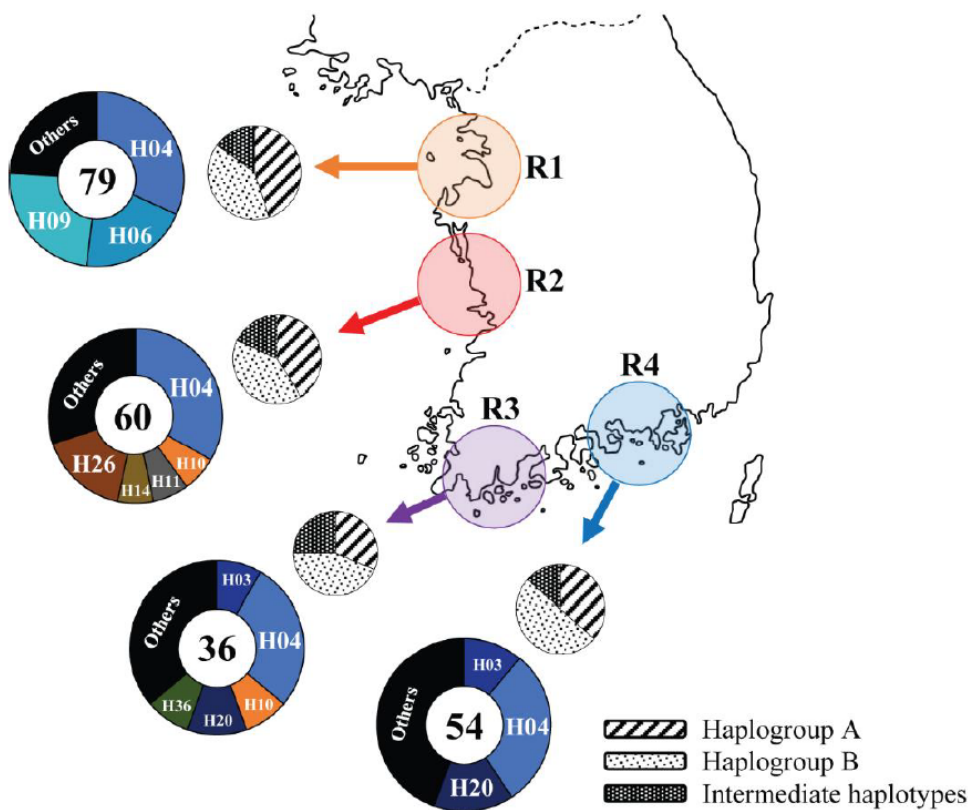 Others
H04
79
H09
H06
R1
R2
Others
H04
60
H26
H10
H14
H11
R4
R3
Others
H03
H04
36
H36
H20
H10
Others
H03
54
H04
H20
Haplogroup A
Haplogroup B
Intermediate haplotypes